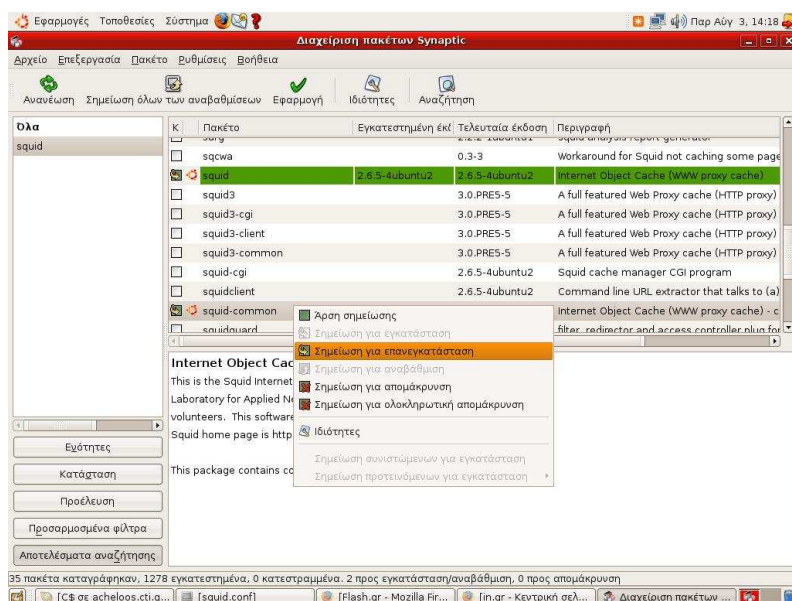 Εφαρμογές Τοποθεσίες Σύστημα
Παρ Αύγ 3, 14:18
Διαχείριση πακέτων Synaptic
Αρχείο Επεξεργασία Πακέτο Ρυθμίσεις Βοήθεια
Ανανέωση Σημείωση όλων των αναβαθμίσεων Εφαρμογή Ιδιότητες Αναζήτηση
Όλα
squid
Κ Πακέτο Εγκατεστημένη έκδ Τελευταία έκδοση Περιγραφή
sarg 2.2.2-1ubuntu1 squid analysis report generator
sqcwa 0.3-3 Workaround for Squid not caching some page
squid 2.6.5-4ubuntu2 2.6.5-4ubuntu2 Internet Object Cache (WWW proxy cache)
squid3 3.0.PRE5-5 A full featured Web Proxy cache (HTTP proxy)
squid3-cgi 3.0.PRE5-5 A full featured Web Proxy cache (HTTP proxy)
squid3-client 3.0.PRE5-5 A full featured Web Proxy cache (HTTP proxy)
squid3-common 3.0.PRE5-5 A full featured Web Proxy cache (HTTP proxy)
squid-cgi 2.6.5-4ubuntu2 Squid cache manager CGI program
squidclient 2.6.5-4ubuntu2 Command line URL extractor that talks to (a)
squid-common Internet Object Cache (WWW proxy cache) - c
squidguard filter, redirector and access controller plug for
Άρση σημείωσης
Σημείωση για εγκατάσταση
Σημείωση για επανεγκατάσταση
Σημείωση για αναβάθμιση
Σημείωση για απομάκρυνση
Σημείωση για ολοκληρωτική απομάκρυνση
Ιδιότητες
Σημείωση συνιστώμενων για εγκατάσταση
Σημείωση προτεινόμενων για εγκατάσταση
Internet Object Cac
This is the Squid Internet
Laboratory for Applied Ne
volunteers. This software
Squid home page is http
This package contains co
Ενότητες
Κατάσταση
Προέλευση
Προσαρμοσμένα φίλτρα
Αποτελέσματα αναζήτησης
35 πακέτα καταγράφηκαν, 1278 εγκατεστημένα, 0 κατεστραμμένα. 2 προς εγκατάσταση/αναβάθμιση, 0 προς απομάκρυνση
[C$ σε acheloos.cti.g... [squid.conf] [Flash.gr - Mozilla Fir... [in.gr - Κεντρική σελ... Διαχείριση πακέτων ...